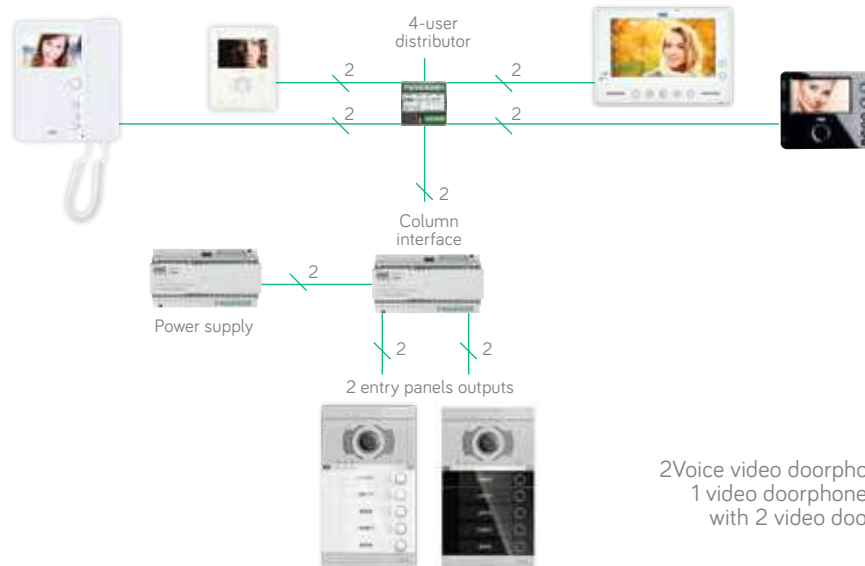 4-user
distributor
2
2
2
2
2
Column
interface
2
Power supply
2
2
2 entry panels outputs
2Voice video doorpho
1 video doorphone
with 2 video doo